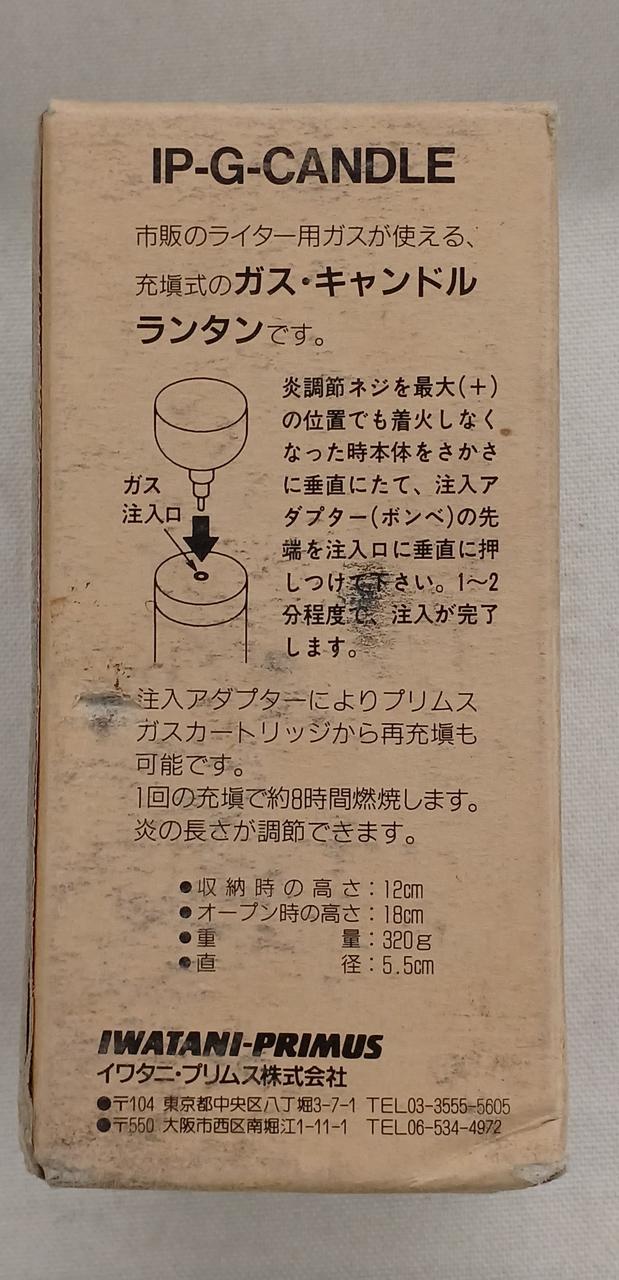 IP-G-CANDLE
市販のライター用ガスが使える、
充塡式のガス・キャンドル
ランタンです。
炎調節ネジを最大(+)
の位置でも着火しなく
なった時本体をさかさ
に垂直にたて、注入ア
ダプター(ボンベ)の先
端を注入口に垂直に押
しつけて下さい。1～2
分程度で、注入が完了
します。
ガス
注入口
注入アダプターによりプリムス
ガスカートリッジから再充塡も
可能です。
1回の充塡で約8時間燃焼します。
炎の長さが調節できます。
●収納時の高さ：12cm
●オープン時の高さ：18cm
●重量：320g
●直径：5.5cm
IWATANI-PRIMUS
イワタニ・プリムス株式会社
●〒104 東京都中央区八丁堀3-7-1 TEL03-3555-5605
●〒550 大阪市西区南堀江1-11-1 TEL06-534-4972